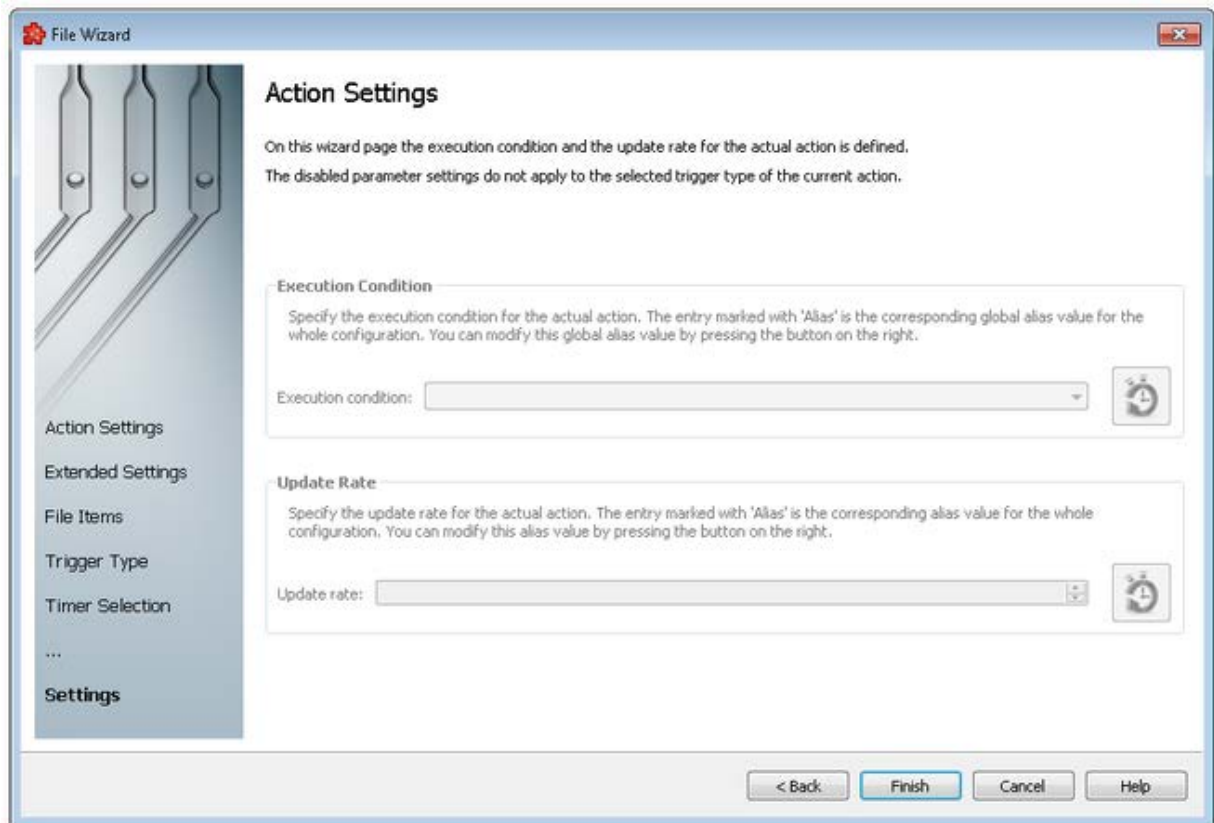 File Wizard
Action Settings
On this wizard page the execution condition and the update rate for the actual action is defined.
The disabled parameter settings do not apply to the selected trigger type of the current action.
Execution Condition
Specify the execution condition for the actual action. The entry marked with 'Alias' is the corresponding global alias value for the
whole configuration. You can modify this global alias value by pressing the button on the right.
Execution condition:
Update Rate
Specify the update rate for the actual action. The entry marked with 'Alias' is the corresponding alias value for the whole
configuration. You can modify this alias value by pressing the button on the right.
Update rate:
Action Settings
Extended Settings
File Items
Trigger Type
Timer Selection
...
Settings
< Back
Finish
Cancel
Help